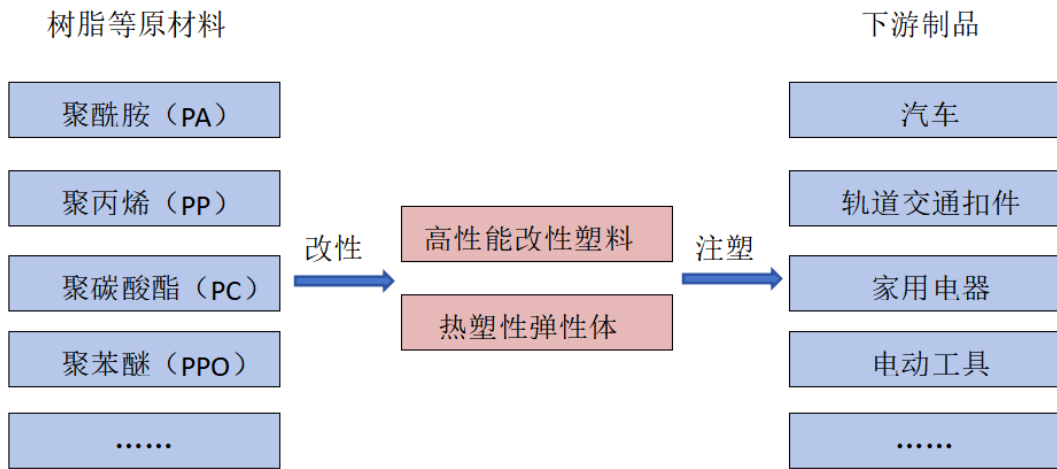 树脂等原材料
下游制品
聚酰胺（PA）
汽车
聚丙烯（PP）
轨道交通扣件
改性
高性能改性塑料
注塑
聚碳酸酯（PC）
家用电器
热塑性弹性体
聚苯醚（PPO）
电动工具
……
……